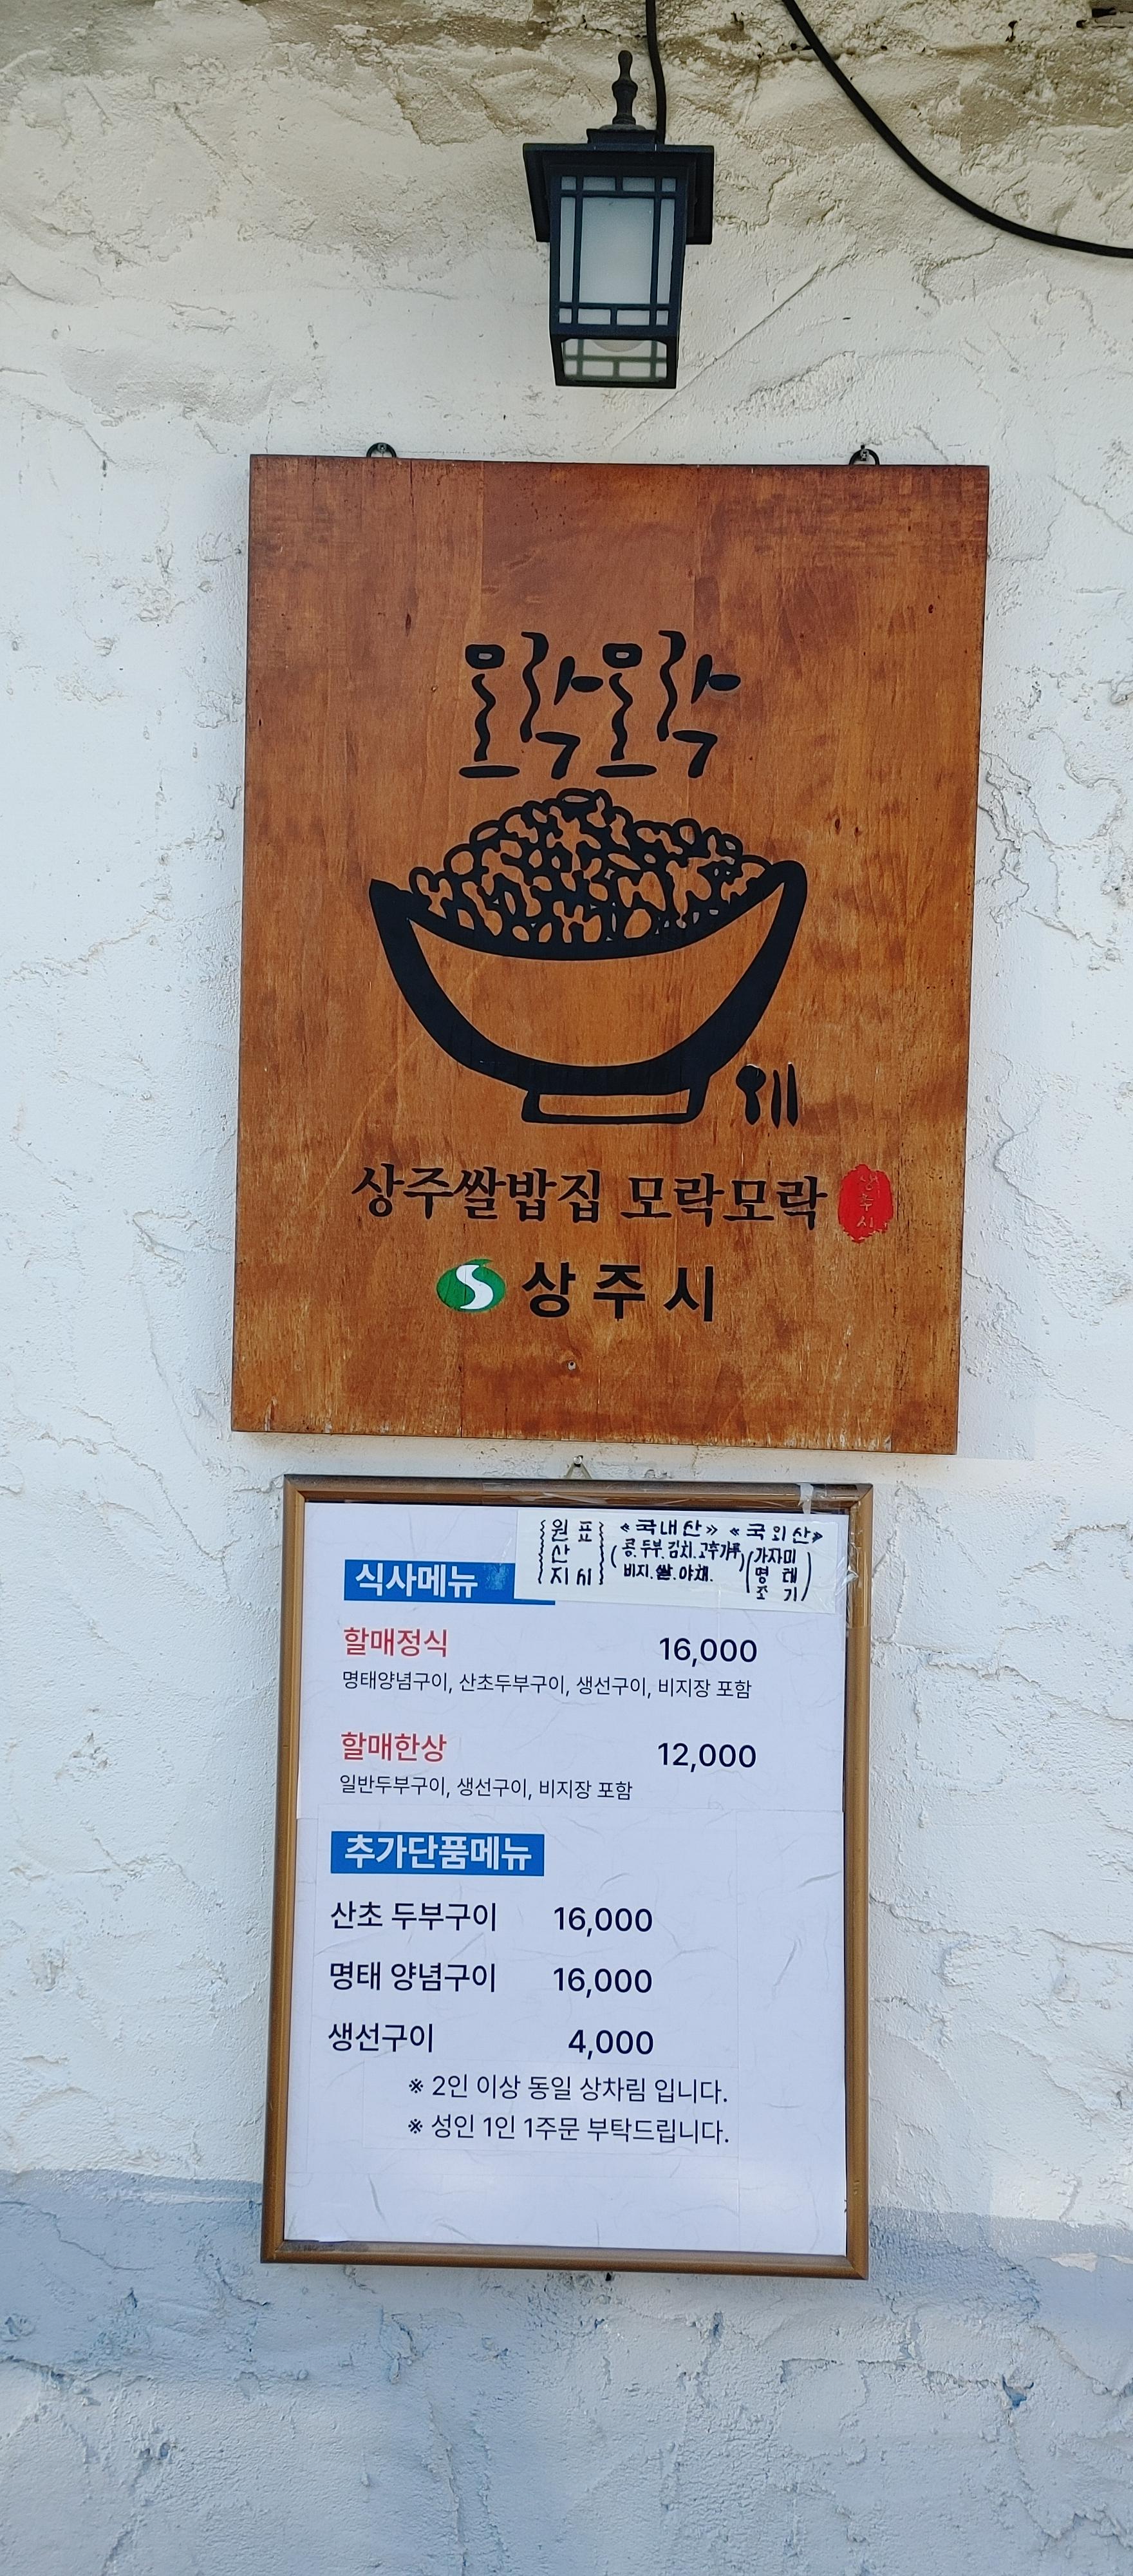 모락모락
상주쌀밥집 모락모락
상주시
상주시
원산지 표시
《국내산》 《국외산》
(콩.두부.김치.고추가루 비지.쌀.야채.) (가자미 명태 조기)
식사메뉴
할매정식 16,000
명태양념구이, 산초두부구이, 생선구이, 비지장 포함
할매한상 12,000
일반두부구이, 생선구이, 비지장 포함
추가단품메뉴
산초 두부구이 16,000
명태 양념구이 16,000
생선구이 4,000
※ 2인 이상 동일 상차림 입니다.
※ 성인 1인 1주문 부탁드립니다.